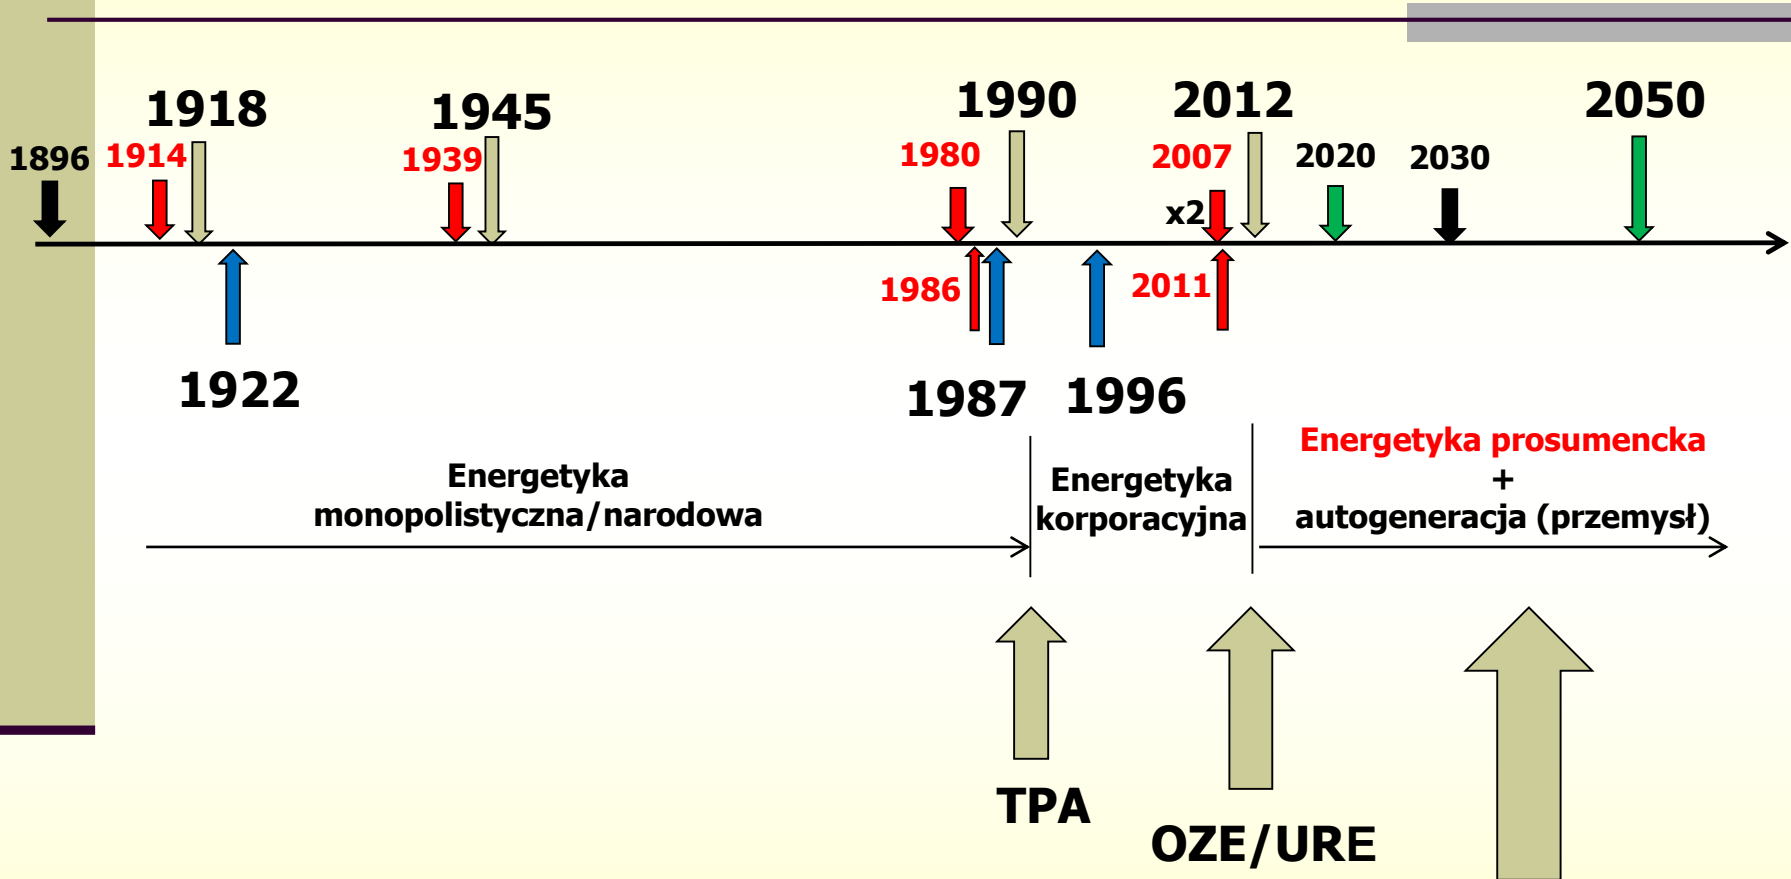 1918
1945
1990
2012
2050
1896
1914
1939
1980
2007
2020
2030
x2
1986
2011
1922
1987
1996
Energetyka
monopolistyczna/narodowa
Energetyka
korporacyjna
Energetyka prosumencka
+
autogeneracja (przemysł)
TPA
OZE/URE